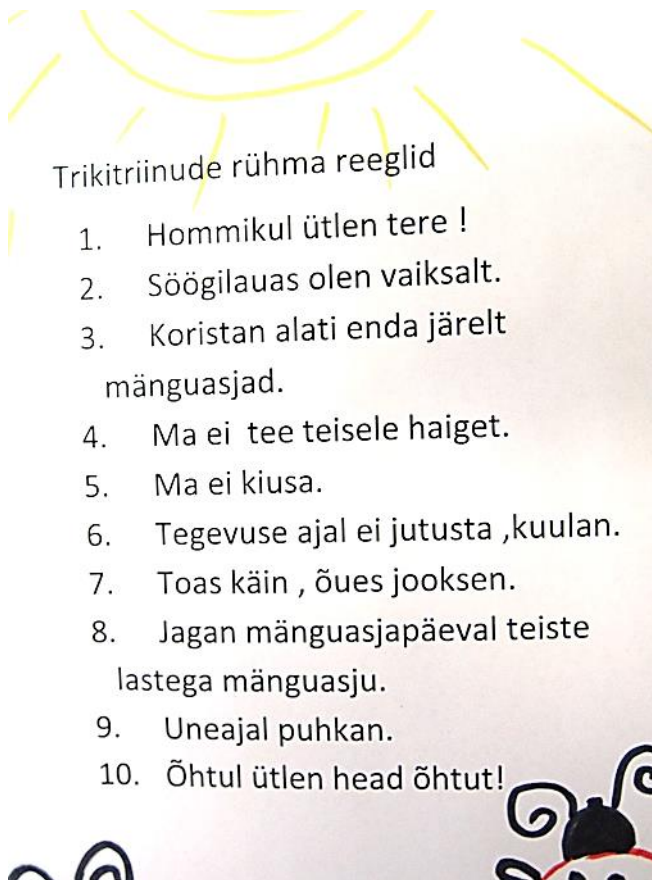 Trikitriinude rühma reeglid
1. Hommikul ütlen tere !
2. Söögilauas olen vaiksalt.
3. Koristan alati enda järelt
mänguasjad.
4. Ma ei tee teisele haiget.
5. Ma ei kiusa.
6. Tegevuse ajal ei jutusta ,kuulan.
7. Toas käin , õues jooksen.
8. Jagan mänguasjapäeval teiste
lastega mänguasju.
9. Uneajal puhkan.
10. Õhtul ütlen head õhtut!